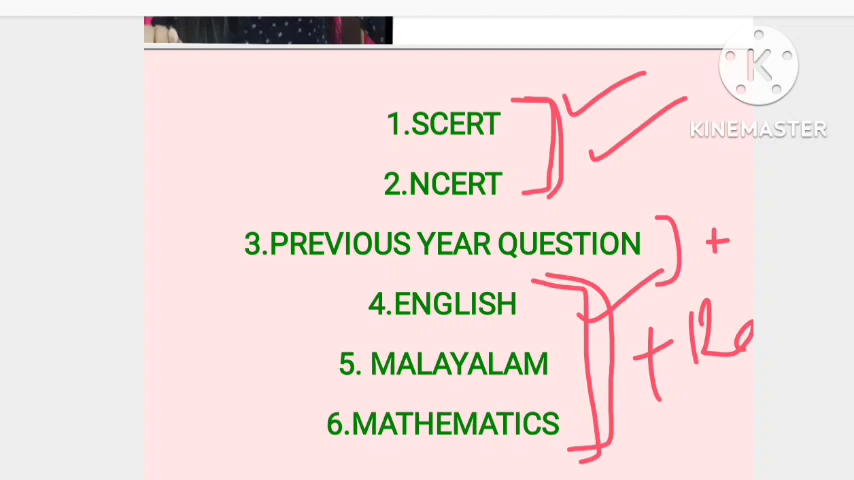 1.SCERT
2.NCERT
3.PREVIOUS YEAR QUESTION
+
4.ENGLISH
5. MALAYALAM
+
6.MATHEMATICS
KINEMASTER